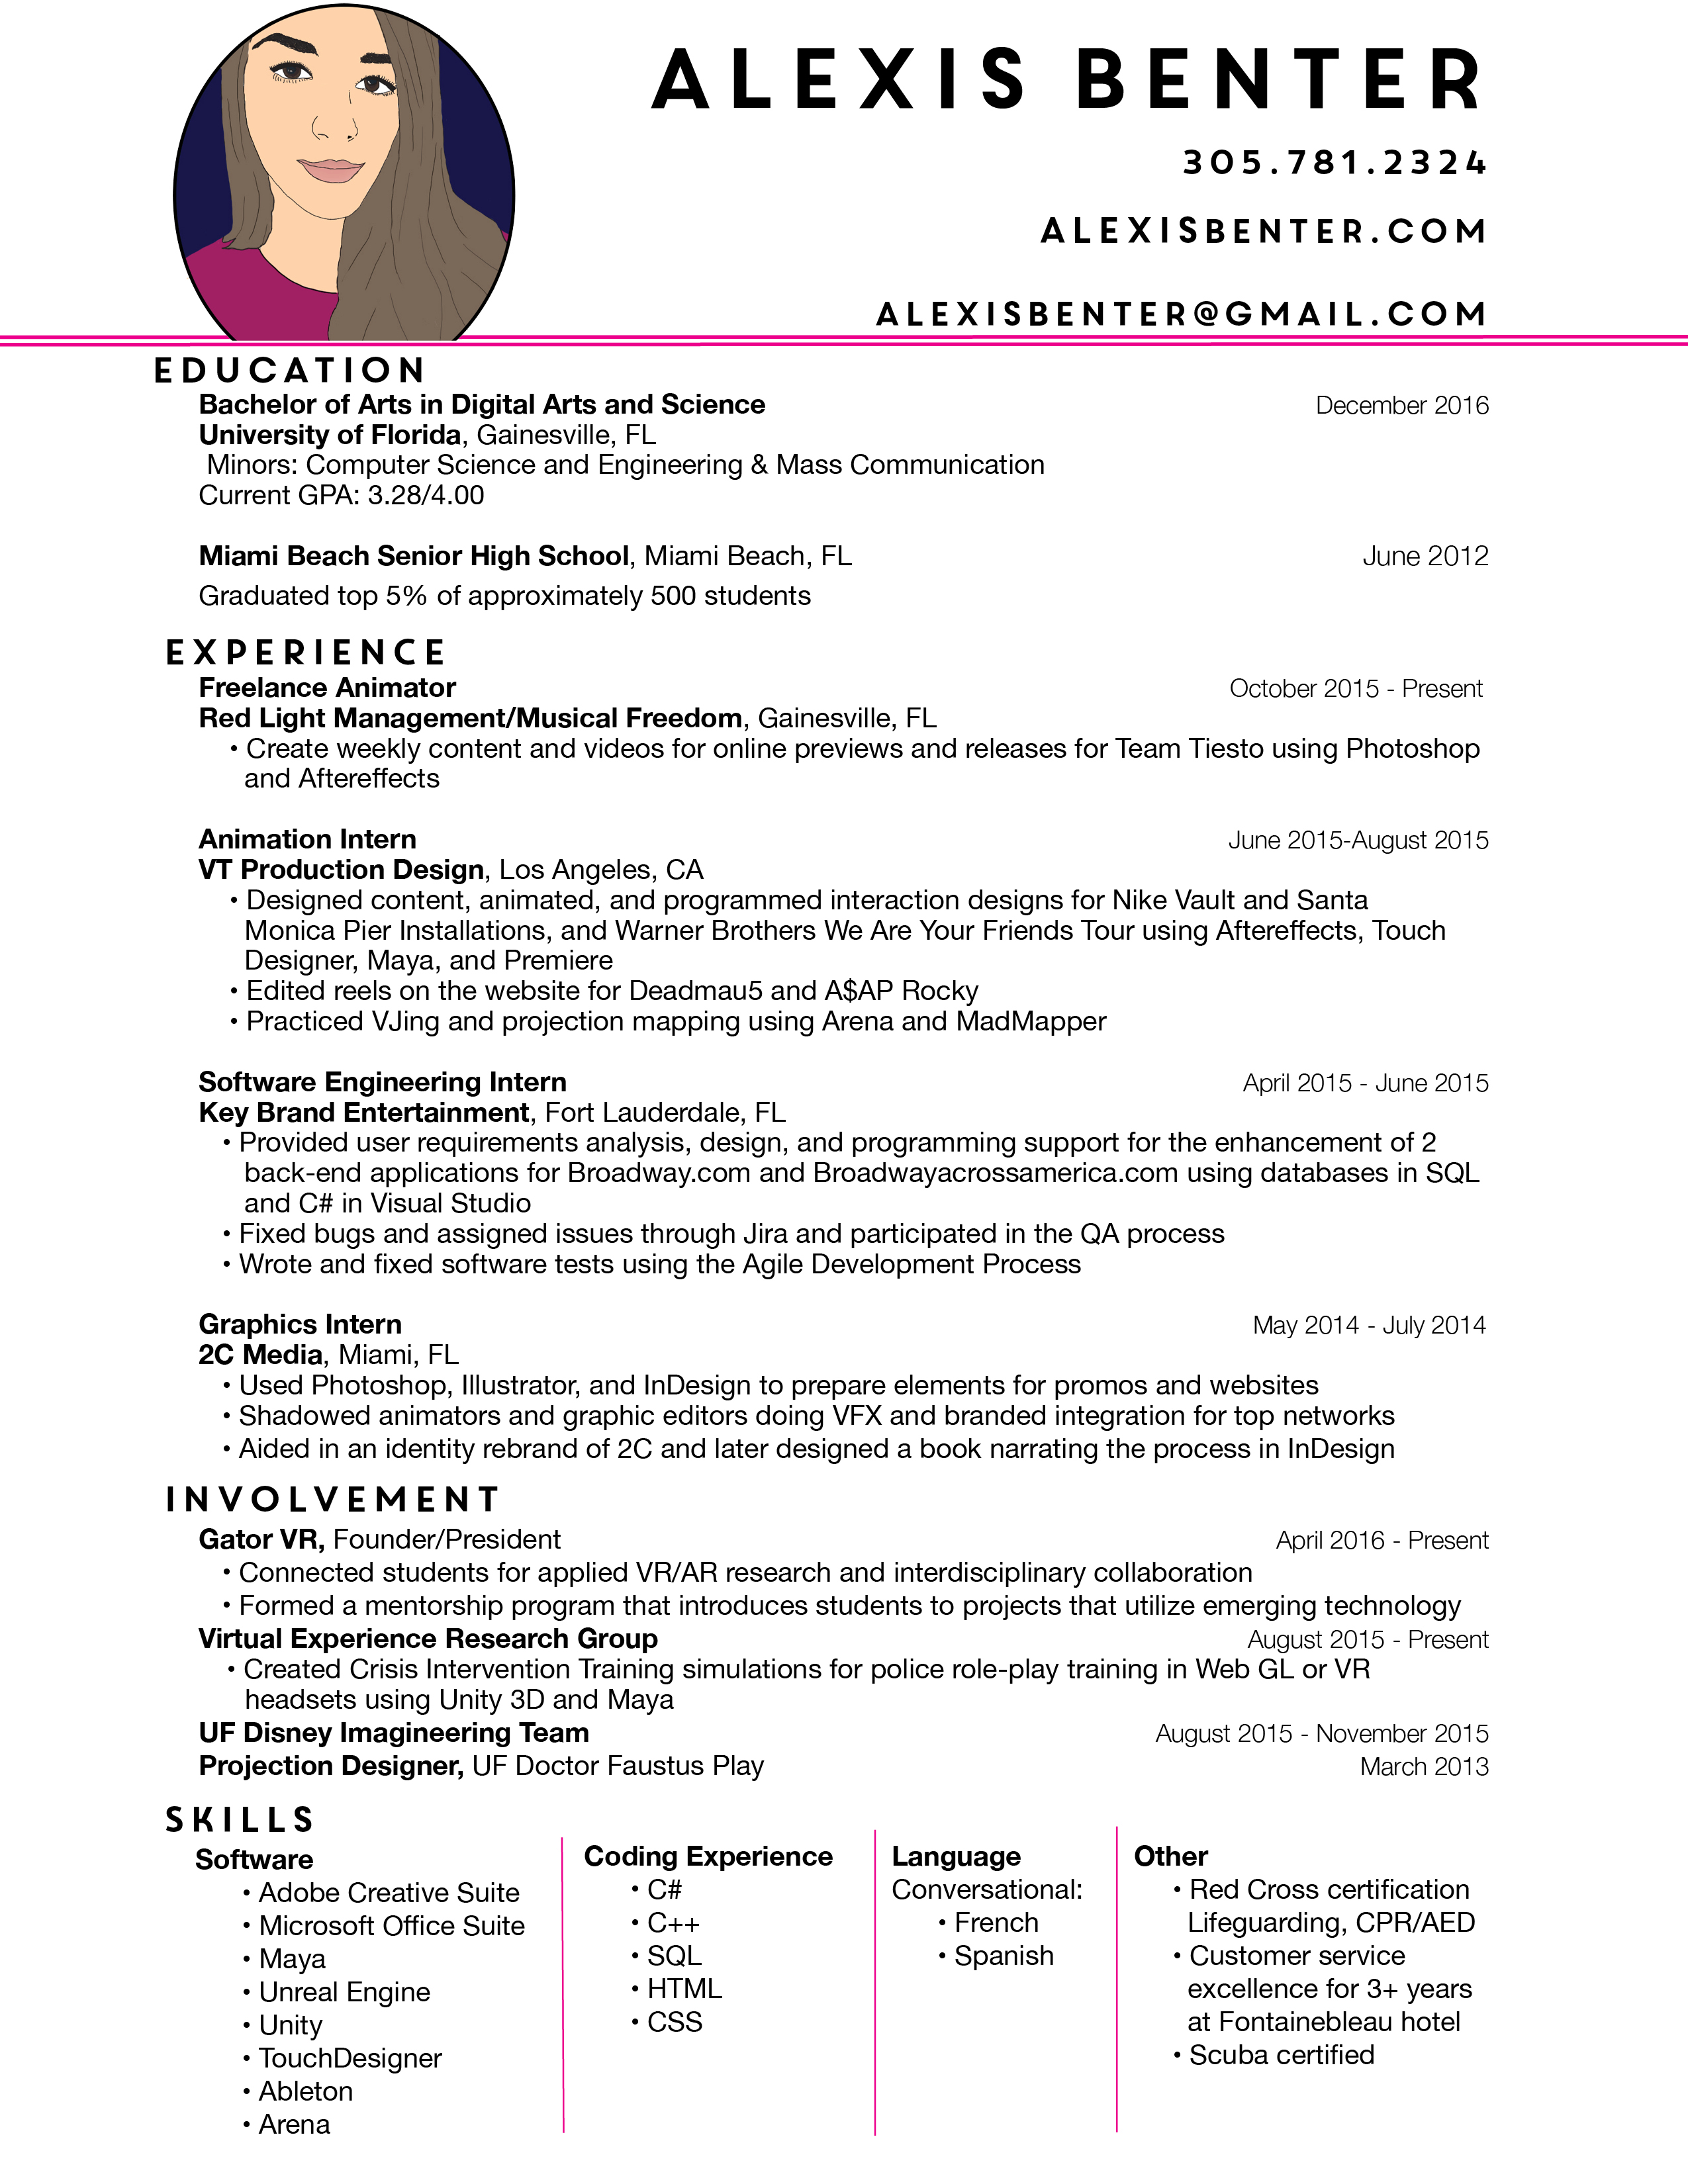 ALEXIS BENTER
305.781.2324
ALEXISBENTER.COM
ALEXISBENTER@GMAIL.COM
EDUCATION
Bachelor of Arts in Digital Arts and Science December 2016
University of Florida, Gainesville, FL
Minors: Computer Science and Engineering & Mass Communication
Current GPA: 3.28/4.00
Miami Beach Senior High School, Miami Beach, FL June 2012
Graduated top 5% of approximately 500 students
EXPERIENCE
Freelance Animator October 2015 - Present
Red Light Management/Musical Freedom, Gainesville, FL
• Create weekly content and videos for online previews and releases for Team Tiesto using Photoshop
and Aftereffects
Animation Intern June 2015-August 2015
VT Production Design, Los Angeles, CA
• Designed content, animated, and programmed interaction designs for Nike Vault and Santa
Monica Pier Installations, and Warner Brothers We Are Your Friends Tour using Aftereffects, Touch
Designer, Maya, and Premiere
• Edited reels on the website for Deadmau5 and A$AP Rocky
• Practiced VJing and projection mapping using Arena and MadMapper
Software Engineering Intern April 2015 - June 2015
Key Brand Entertainment, Fort Lauderdale, FL
• Provided user requirements analysis, design, and programming support for the enhancement of 2
back-end applications for Broadway.com and Broadwayacrossamerica.com using databases in SQL
and C# in Visual Studio
• Fixed bugs and assigned issues through Jira and participated in the QA process
• Wrote and fixed software tests using the Agile Development Process
Graphics Intern May 2014 - July 2014
2C Media, Miami, FL
• Used Photoshop, Illustrator, and InDesign to prepare elements for promos and websites
• Shadowed animators and graphic editors doing VFX and branded integration for top networks
• Aided in an identity rebrand of 2C and later designed a book narrating the process in InDesign
INVOLVEMENT
Gator VR, Founder/President April 2016 - Present
• Connected students for applied VR/AR research and interdisciplinary collaboration
• Formed a mentorship program that introduces students to projects that utilize emerging technology
Virtual Experience Research Group August 2015 - Present
• Created Crisis Intervention Training simulations for police role-play training in Web GL or VR
headsets using Unity 3D and Maya
UF Disney Imagineering Team August 2015 - November 2015
Projection Designer, UF Doctor Faustus Play March 2013
SKILLS
Software
• Adobe Creative Suite
• Microsoft Office Suite
• Maya
• Unreal Engine
• Unity
• TouchDesigner
• Ableton
• Arena
Coding Experience
• C#
• C++
• SQL
• HTML
• CSS
Language
Conversational:
• French
• Spanish
Other
• Red Cross certification
Lifeguarding, CPR/AED
• Customer service
excellence for 3+ years
at Fontainebleau hotel
• Scuba certified